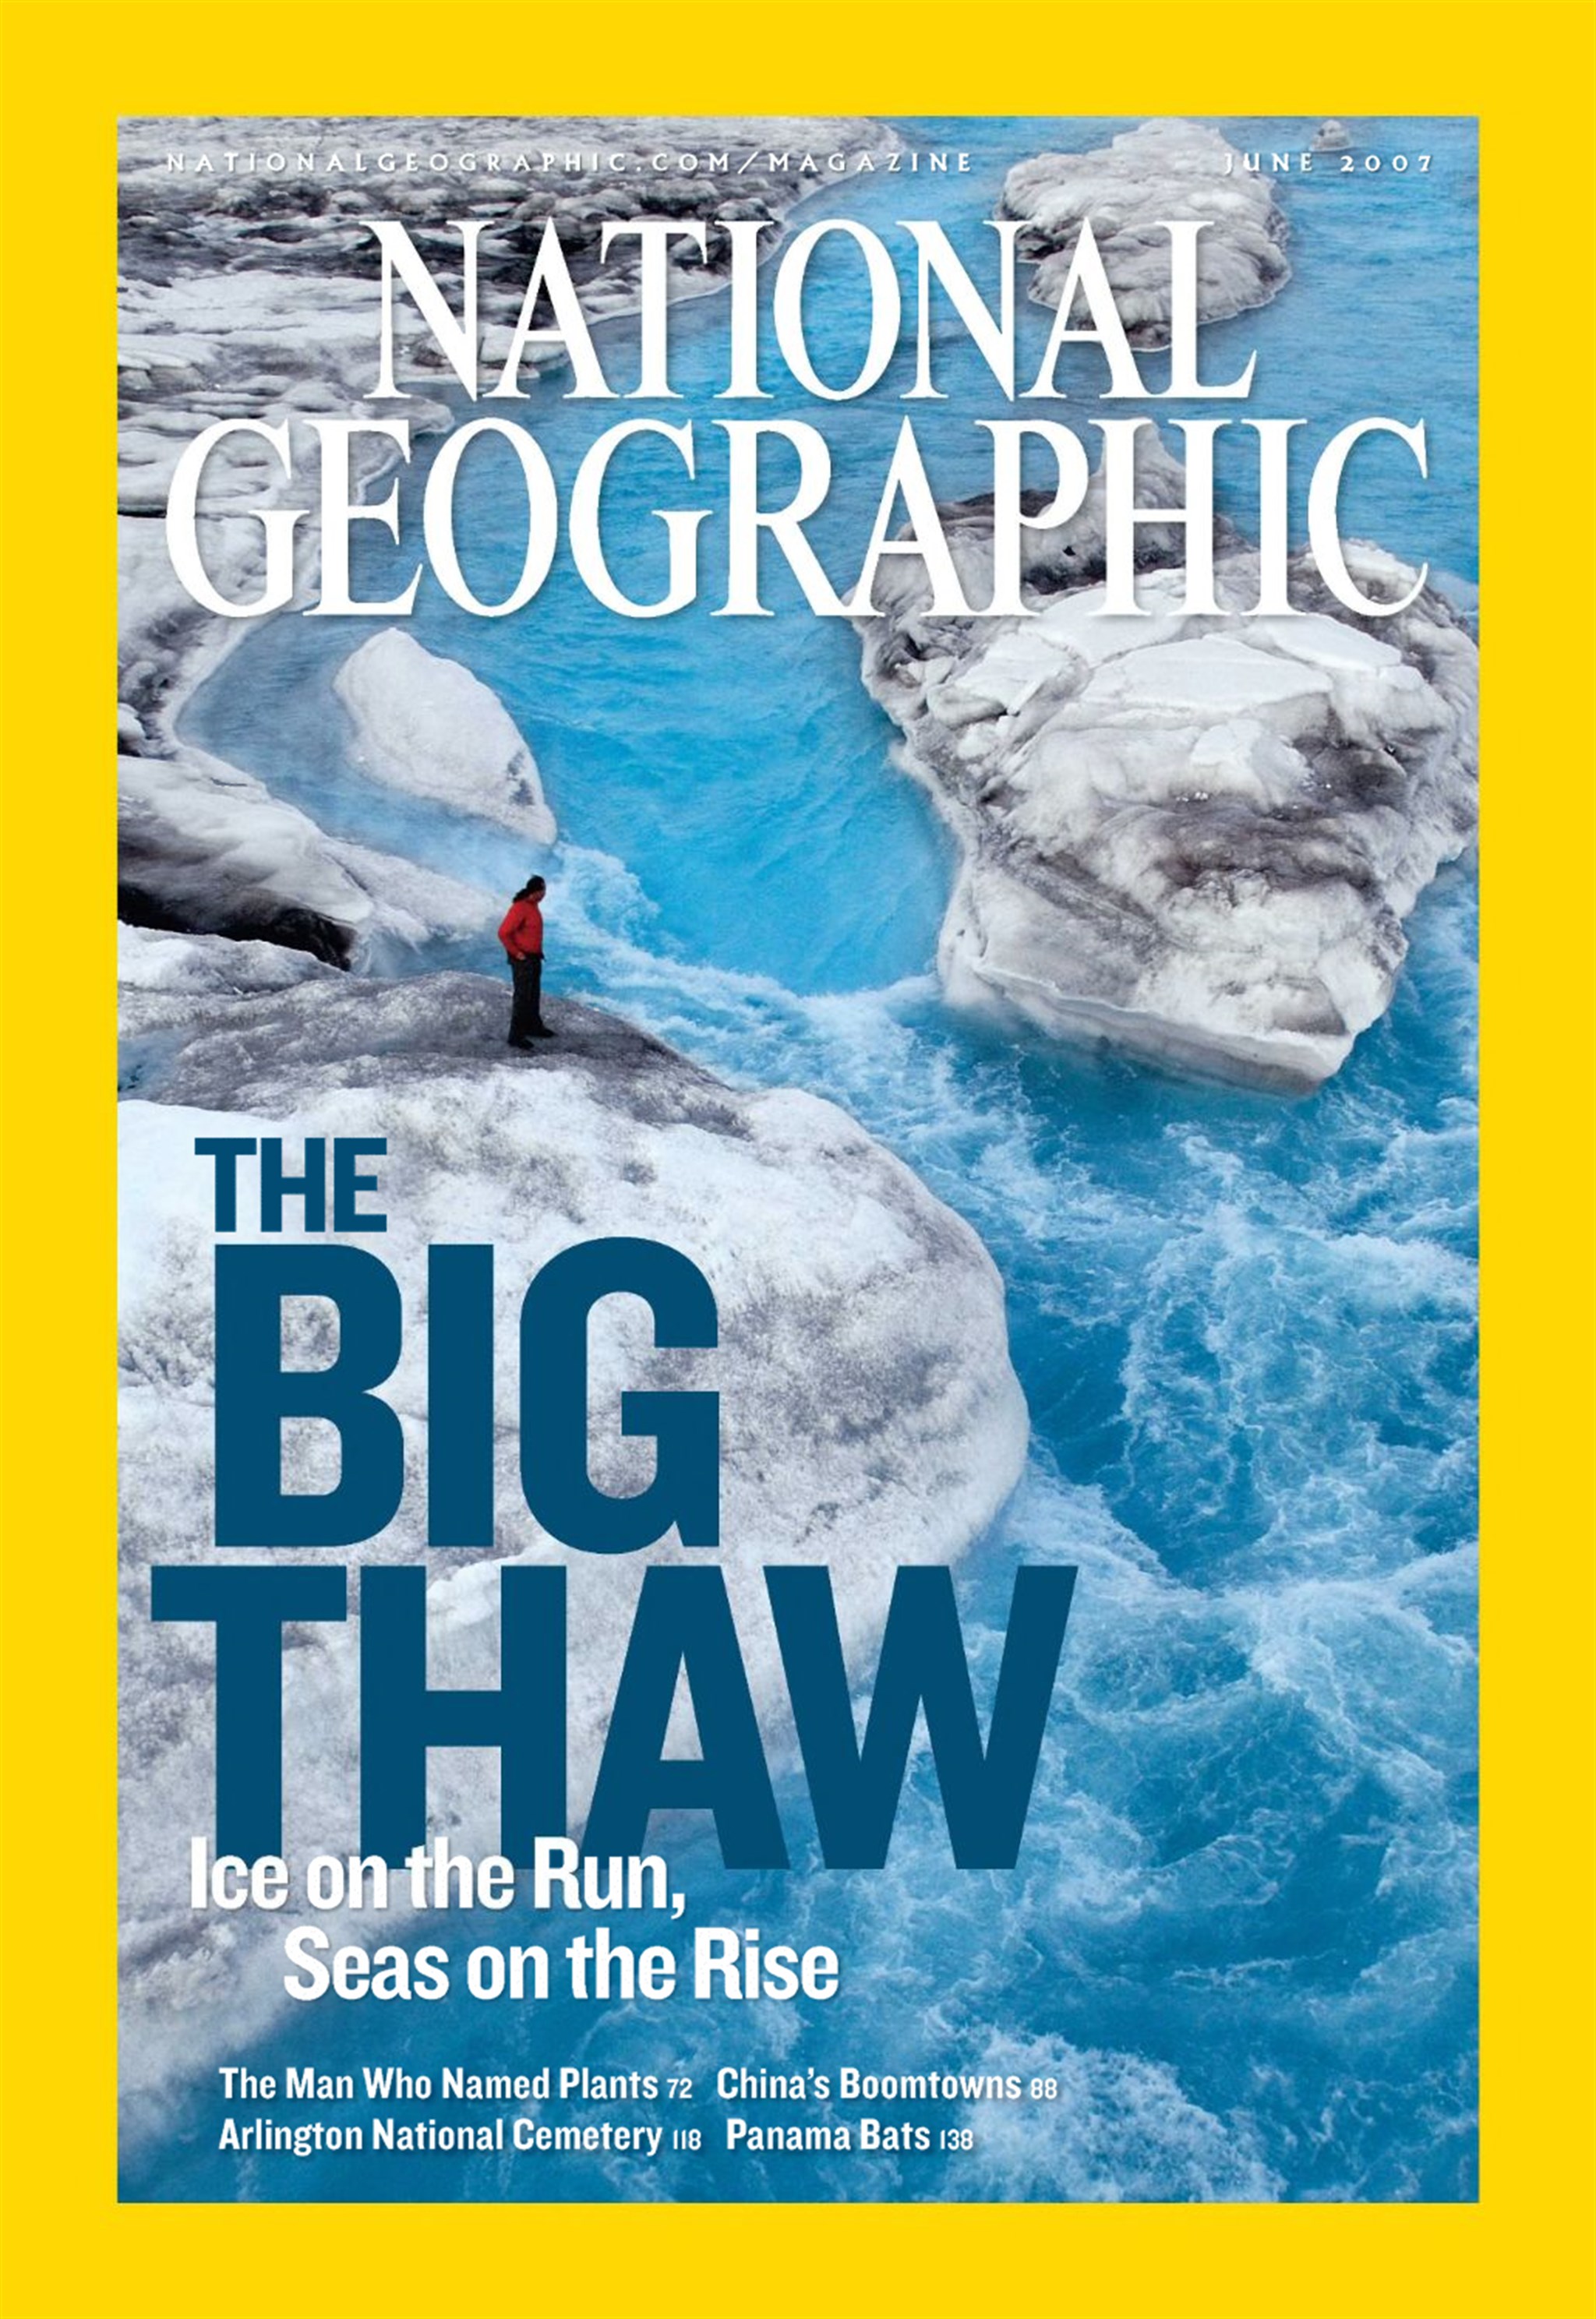 NATIONALGEOGRAPHIC.COM/MAGAZINE JUNE 2007
NATIONAL
GEOGRAPHIC
THE
BIG
THAW
Ice on the Run,
Seas on the Rise
The Man Who Named Plants 72 China's Boomtowns 88
Arlington National Cemetery 118 Panama Bats 138